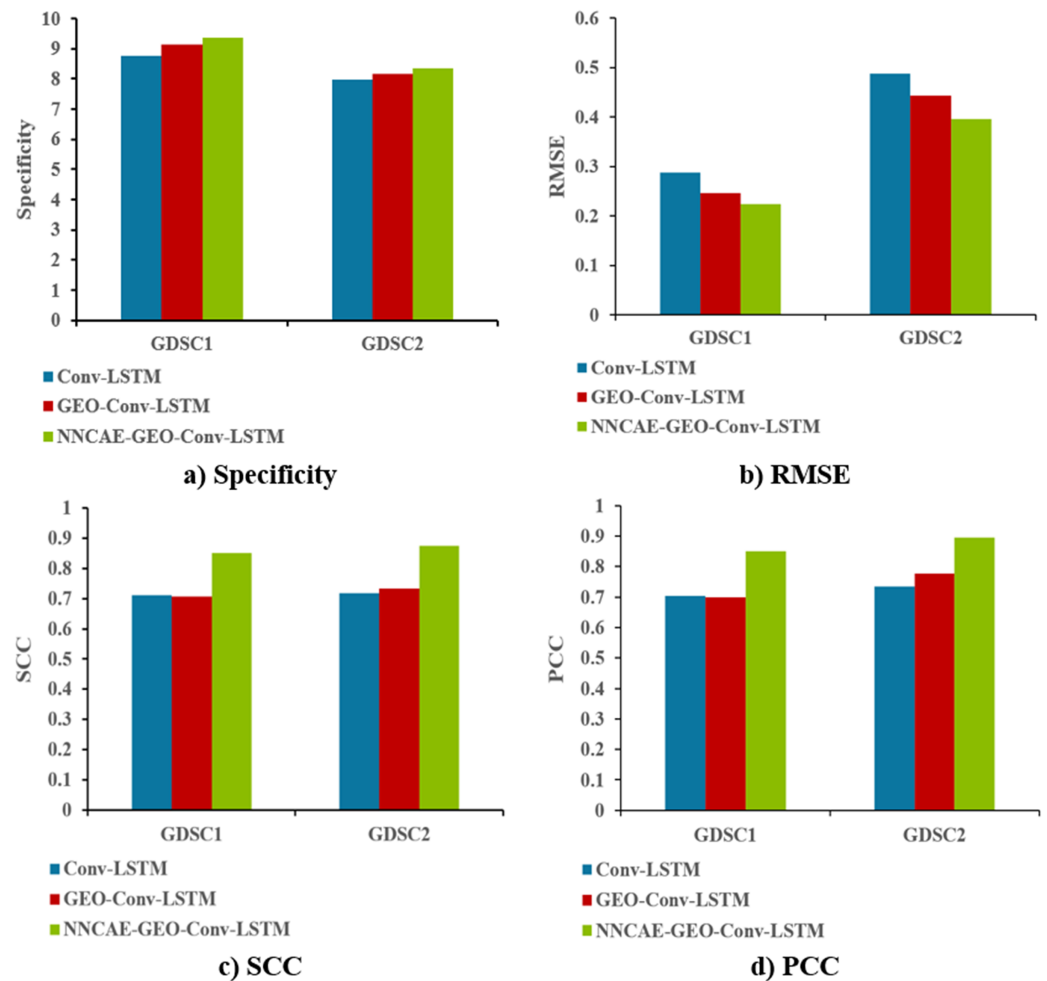 10
9
8
7
6
5
4
3
2
1
0
Specificity
GDSC1
GDSC2
Conv-LSTM
GEO-Conv-LSTM
NNCAE-GEO-Conv-LSTM
a) Specificity
0.6
0.5
0.4
0.3
0.2
0.1
0
RMSE
GDSC1
GDSC2
Conv-LSTM
GEO-Conv-LSTM
NNCAE-GEO-Conv-LSTM
b) RMSE
1
0.9
0.8
0.7
0.6
0.5
0.4
0.3
0.2
0.1
0
SCC
GDSC1
GDSC2
Conv-LSTM
GEO-Conv-LSTM
NNCAE-GEO-Conv-LSTM
c) SCC
1
0.9
0.8
0.7
0.6
0.5
0.4
0.3
0.2
0.1
0
PCC
GDSC1
GDSC2
Conv-LSTM
GEO-Conv-LSTM
NNCAE-GEO-Conv-LSTM
d) PCC